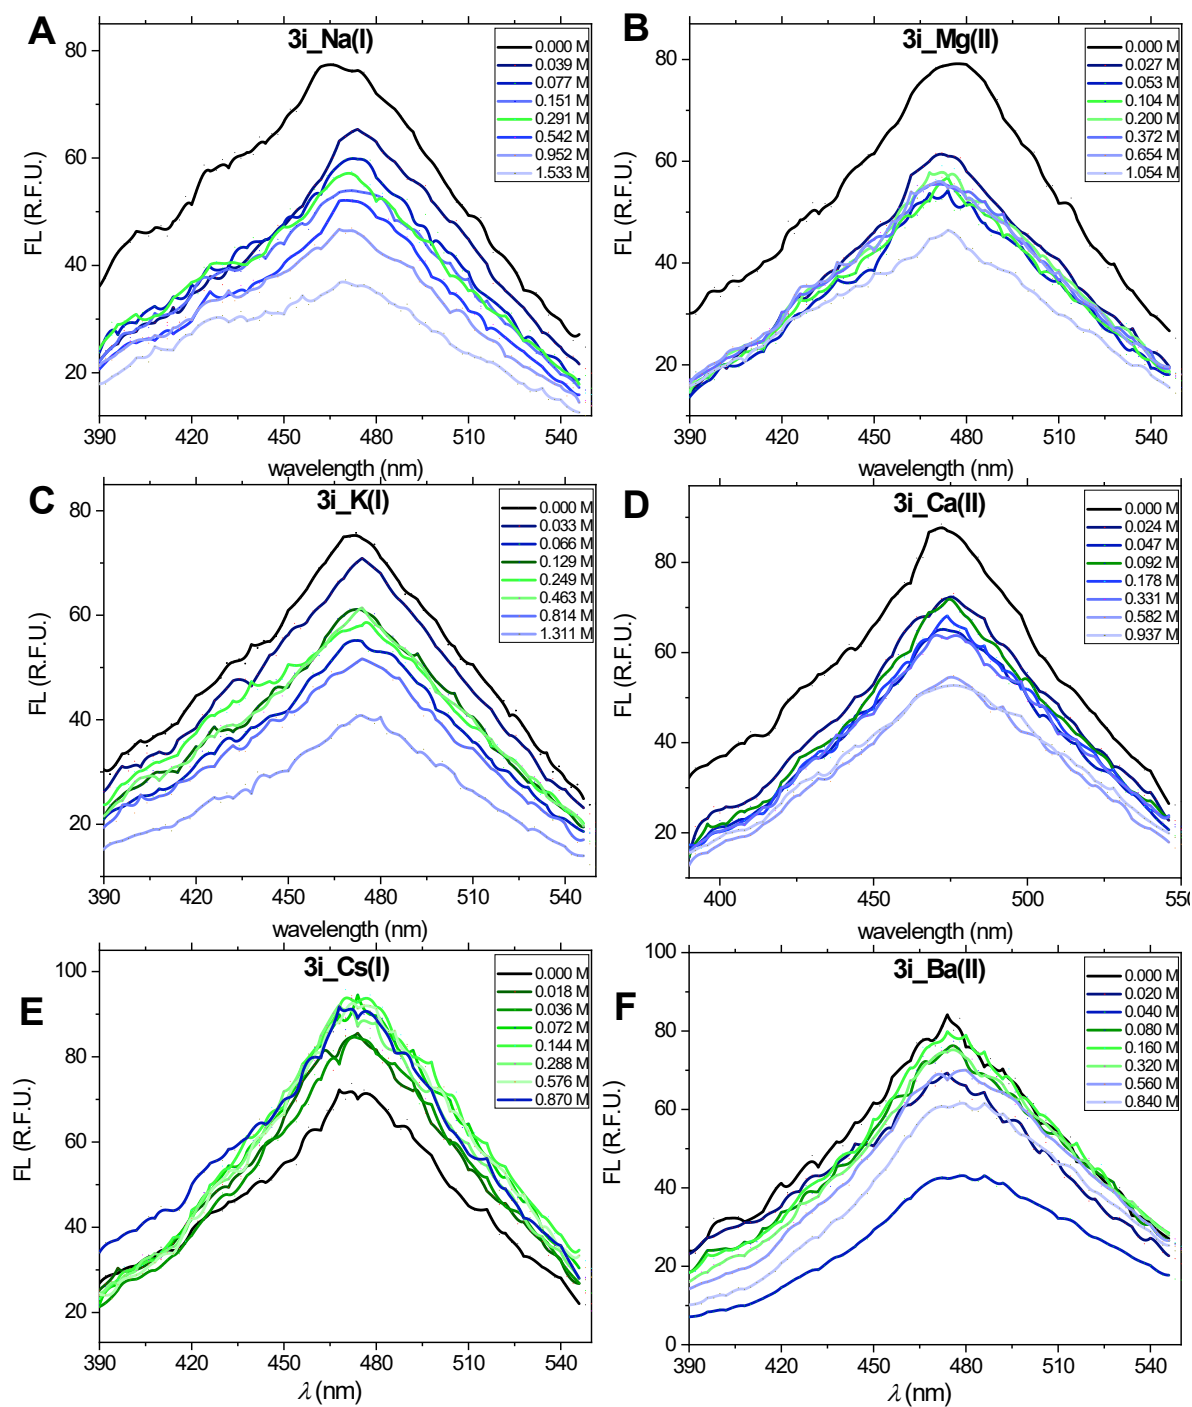 A
3i_Na(I)
0.000 M
0.039 M
0.077 M
0.151 M
0.291 M
0.542 M
0.952 M
1.533 M
80
60
40
20
FL (R.F.U.)
390 420 450 480 510 540
wavelength (nm)
B
3i_Mg(II)
0.000 M
0.027 M
0.053 M
0.104 M
0.200 M
0.372 M
0.654 M
1.054 M
80
60
40
20
FL (R.F.U.)
390 420 450 480 510 540
wavelength (nm)
C
3i_K(I)
0.000 M
0.033 M
0.066 M
0.129 M
0.249 M
0.463 M
0.814 M
1.311 M
80
60
40
20
FL (R.F.U.)
390 420 450 480 510 540
wavelength (nm)
D
3i_Ca(II)
0.000 M
0.024 M
0.047 M
0.092 M
0.178 M
0.331 M
0.582 M
0.937 M
80
60
40
20
FL (R.F.U.)
400 450 500 550
wavelength (nm)
E
3i_Cs(I)
0.000 M
0.018 M
0.036 M
0.072 M
0.144 M
0.288 M
0.576 M
0.870 M
100
80
60
40
20
FL (R.F.U.)
390 420 450 480 510 540
λ (nm)
F
3i_Ba(II)
0.000 M
0.020 M
0.040 M
0.080 M
0.160 M
0.320 M
0.560 M
0.840 M
100
80
60
40
20
0
FL (R.F.U.)
390 420 450 480 510 540
λ (nm)